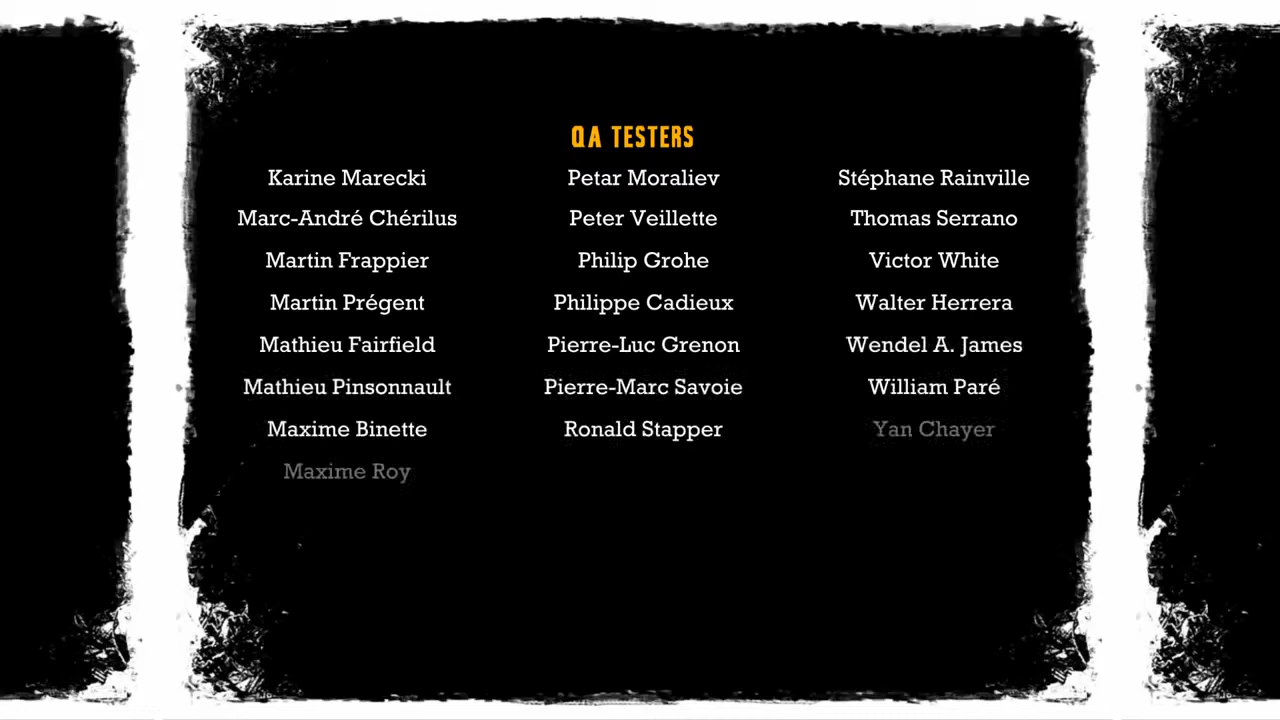 QA TESTERS
Karine Marecki
Marc-André Chérilus
Martin Frappier
Martin Prégent
Mathieu Fairfield
Mathieu Pinsonnault
Maxime Binette
Maxime Roy
Petar Moraliev
Peter Veillette
Philip Grohe
Philippe Cadieux
Pierre-Luc Grenon
Pierre-Marc Savoie
Ronald Stapper
Stéphane Rainville
Thomas Serrano
Victor White
Walter Herrera
Wendel A. James
William Paré
Yan Chayer